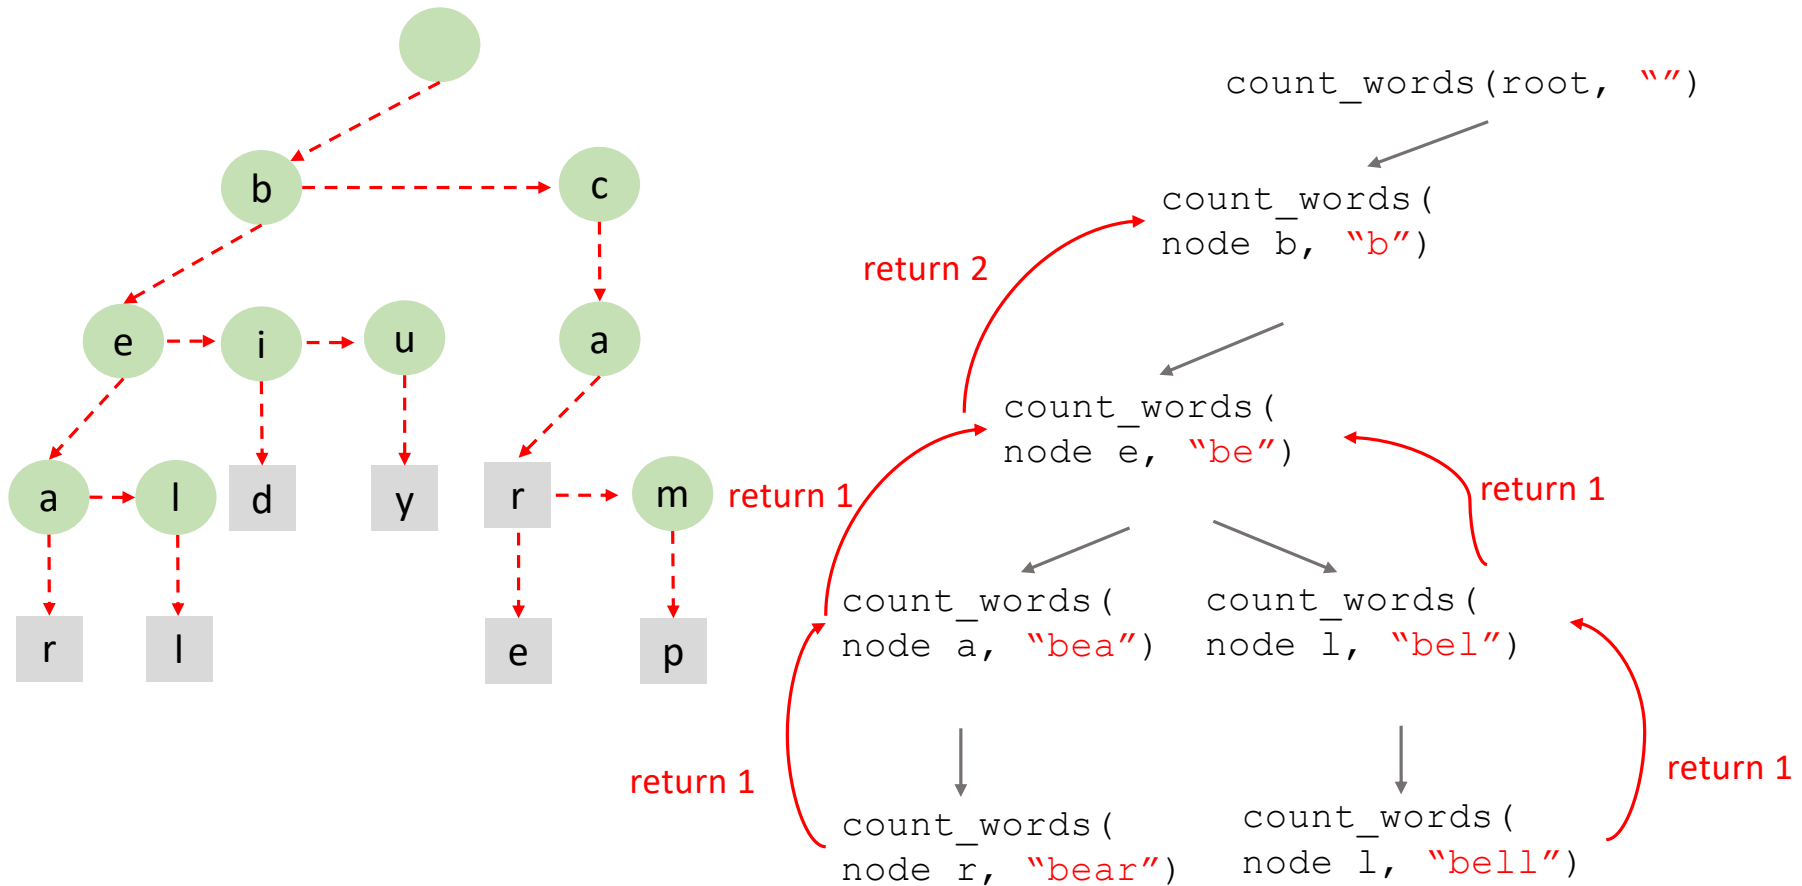 b
c
e
i
u
a
a
l
d
y
r
m
r
l
e
p
count_words(root, “”)
count_words(
node b, “b”)
return 2
count_words(
node e, “be”)
return 1
return 1
count_words(
node a, “bea”)
count_words(
node l, “bel”)
return 1
return 1
count_words(
node r, “bear”)
count_words(
node l, “bell”)